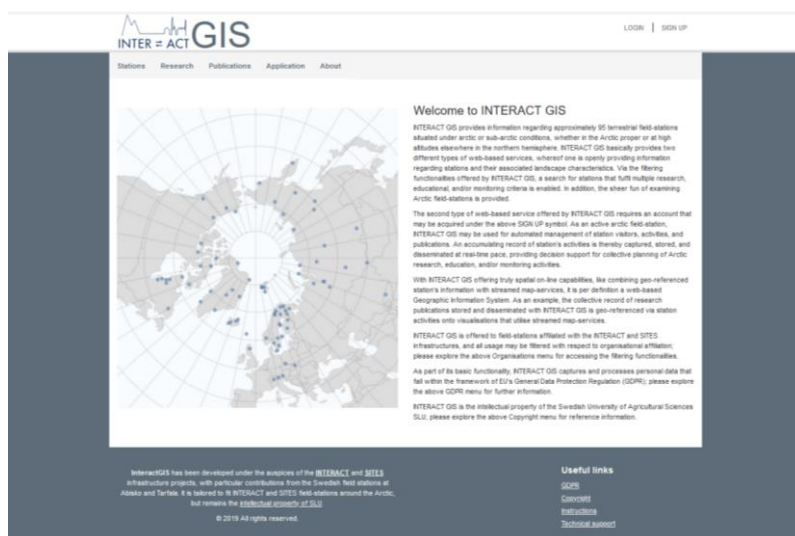 INTER ⇌ ACT GIS
LOGIN | SIGN UP
Stations Research Publications Application About
Welcome to INTERACT GIS
INTERACT GIS provides information regarding approximately 95 terrestrial field-stations
situated under arctic or sub-arctic conditions, whether in the Arctic proper or at high
altitudes elsewhere in the northern hemisphere. INTERACT GIS basically provides two
different types of web-based services, whereof one is openly providing information
regarding stations and their associated landscape characteristics. Via the filtering
functionalities offered by INTERACT GIS, a search for stations that fulfil multiple research,
educational, and/or monitoring criteria is enabled. In addition, the sheer fun of examining
Arctic field-stations is provided.
The second type of web-based service offered by INTERACT GIS requires an account that
may be acquired under the above SIGN UP symbol. As an active arctic field-station,
INTERACT GIS may be used for automated management of station visitors, activities, and
publications. An accumulating record of station's activities is thereby captured, stored, and
disseminated at real-time pace, providing decision support for collective planning of Arctic
research, education, and/or monitoring activities.
With INTERACT GIS offering truly spatial on-line capabilities, like combining geo-referenced
station's information with streamed map-services, it is per definition a web-based
Geographic Information System. As an example, the collective record of research
publications stored and disseminated with INTERACT GIS is geo-referenced via station
activities onto visualisations that utilise streamed map-services.
INTERACT GIS is offered to field-stations affiliated with the INTERACT and SITES
infrastructures, and all usage may be filtered with respect to organisational affiliation;
please explore the above Organisations menu for accessing the filtering functionalities.
As part of its basic functionality, INTERACT GIS captures and processes personal data that
fall within the framework of EU's General Data Protection Regulation (GDPR); please explore
the above GDPR menu for further information.
INTERACT GIS is the intellectual property of the Swedish University of Agricultural Sciences
SLU; please explore the above Copyright menu for reference information.
InteractGIS has been developed under the auspices of the INTERACT and SITES
infrastructure projects, with particular contributions from the Swedish field stations at
Abisko and Tarfala. It is tailored to fit INTERACT and SITES field-stations around the Arctic,
but remains the intellectual property of SLU
© 2019 All rights reserved.
Useful links
GDPR
Copyright
Instructions
Technical support